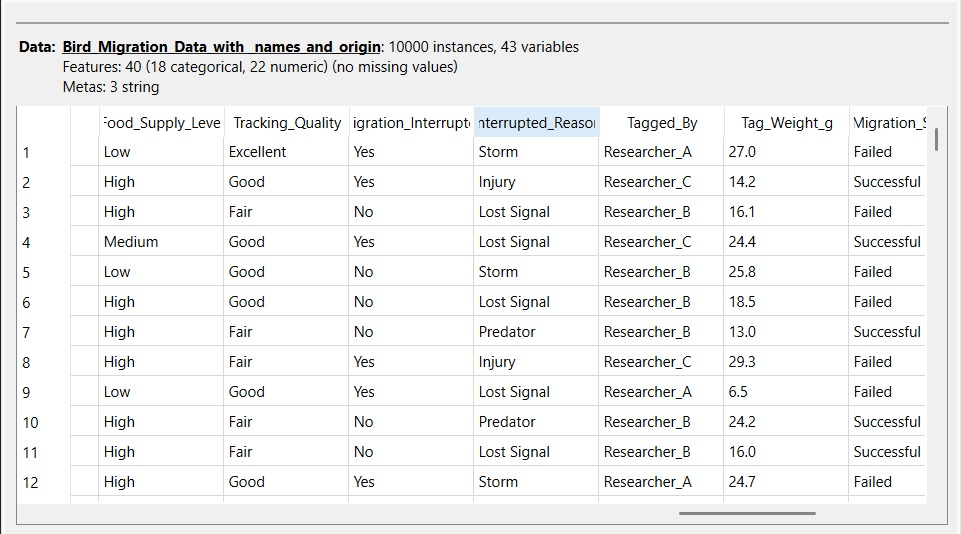 Data: Bird_Migration_Data_with_names_and_origin: 10000 instances, 43 variables
Features: 40 (18 categorical, 22 numeric) (no missing values)
Metas: 3 string
Food_Supply_Leve Tracking_Quality igration_Interrupte nterrupted_Reasor Tagged_By Tag_Weight_g Migration_S
1 Low Excellent Yes Storm Researcher_A 27.0 Failed
2 High Good Yes Injury Researcher_C 14.2 Successful
3 High Fair No Lost Signal Researcher_B 16.1 Failed
4 Medium Good Yes Lost Signal Researcher_C 24.4 Successful
5 Low Good No Storm Researcher_B 25.8 Failed
6 High Good No Lost Signal Researcher_B 18.5 Failed
7 High Fair No Predator Researcher_B 13.0 Successful
8 High Fair Yes Injury Researcher_C 29.3 Failed
9 Low Good Yes Lost Signal Researcher_A 6.5 Failed
10 High Fair No Predator Researcher_B 24.2 Successful
11 High Fair No Lost Signal Researcher_B 16.0 Successful
12 High Good Yes Storm Researcher_A 24.7 Failed